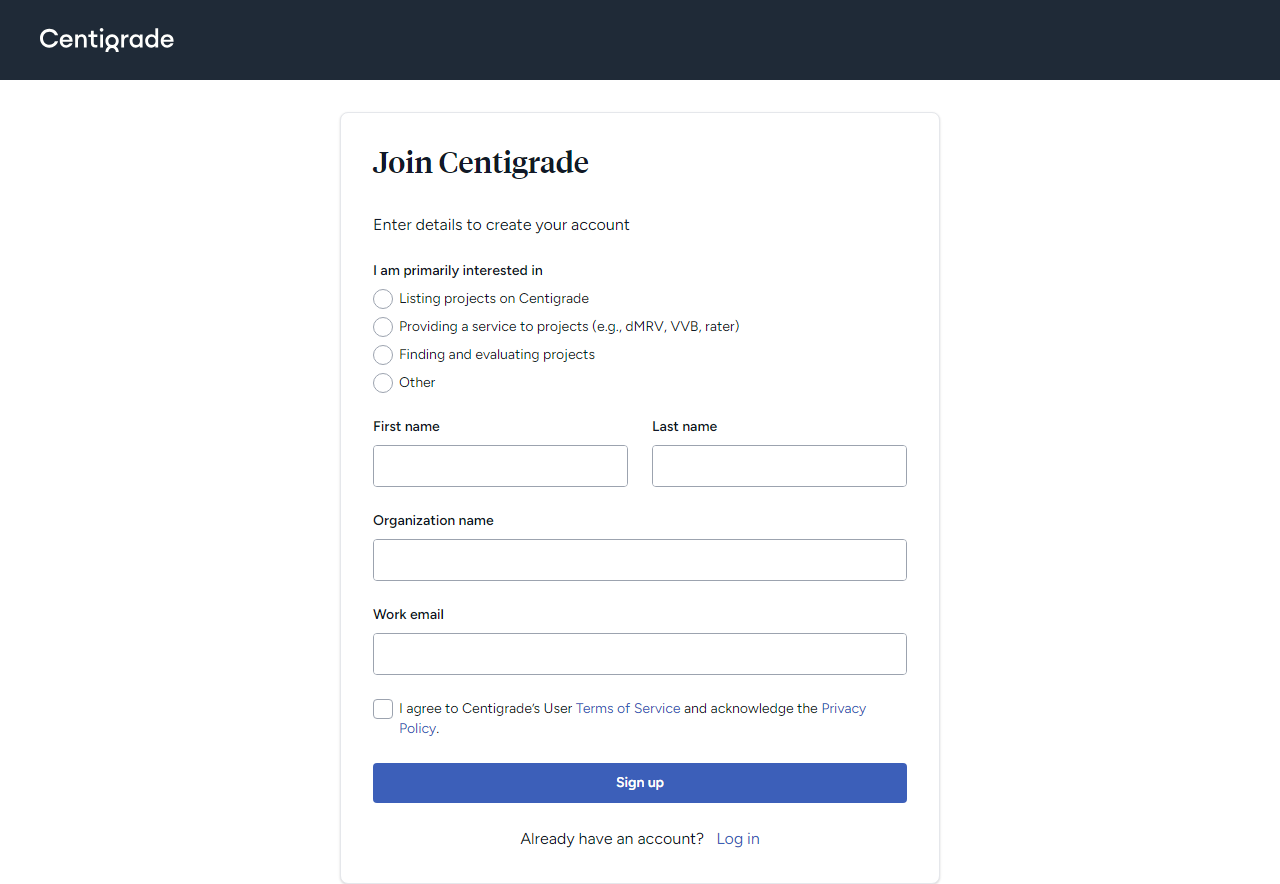 Centigrade
Join Centigrade
Enter details to create your account
I am primarily interested in
Listing projects on Centigrade
Providing a service to projects (e.g., dMRV, VVB, rater)
Finding and evaluating projects
Other
First name
Last name
Organization name
Work email
I agree to Centigrade’s User Terms of Service and acknowledge the Privacy
Policy.
Sign up
Already have an account? Log in